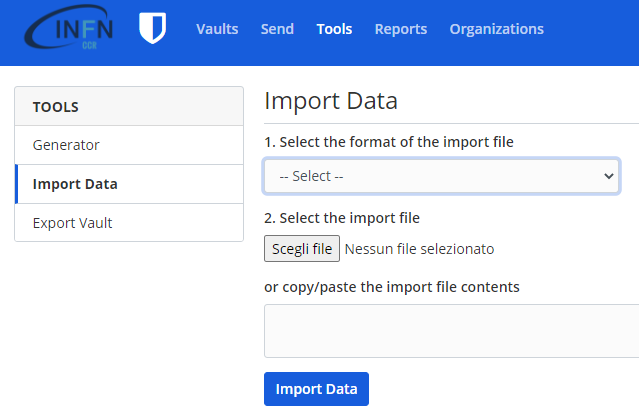 INFN
CCR
Vaults Send Tools Reports Organizations
TOOLS
Generator
Import Data
Export Vault
Import Data
1. Select the format of the import file
-- Select --
2. Select the import file
Scegli file Nessun file selezionato
or copy/paste the import file contents
Import Data